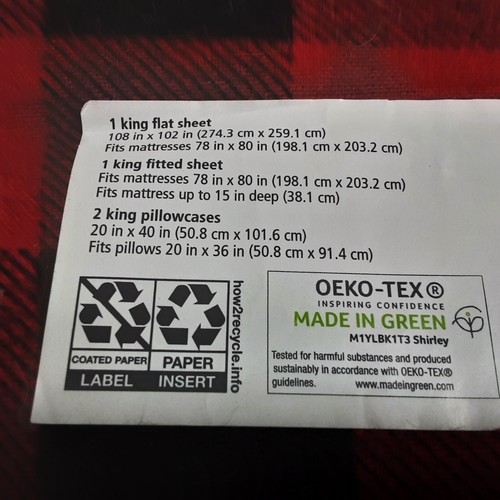 1 king flat sheet
108 in x 102 in (274.3 cm x 259.1 cm)
Fits mattresses 78 in x 80 in (198.1 cm x 203.2 cm)
1 king fitted sheet
Fits mattresses 78 in x 80 in (198.1 cm x 203.2 cm)
Fits mattress up to 15 in deep (38.1 cm)
2 king pillowcases
20 in x 40 in (50.8 cm x 101.6 cm)
Fits pillows 20 in x 36 in (50.8 cm x 91.4 cm)
COATED PAPER
LABEL
PAPER
INSERT
how2recycle.info
OEKO-TEX®
INSPIRING CONFIDENCE
MADE IN GREEN
M1YLBK1T3 Shirley
Tested for harmful substances and produced
sustainably in accordance with OEKO-TEX®
guidelines. www.madeingreen.com